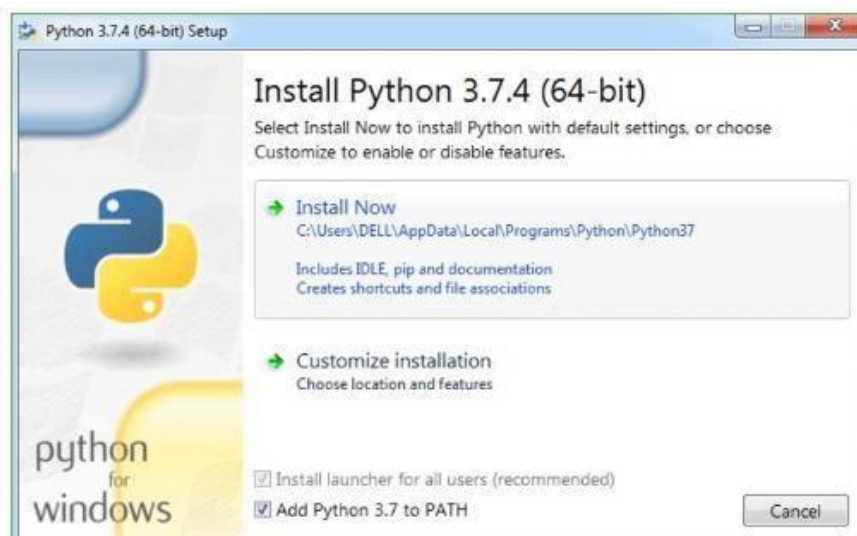 Python 3.7.4 (64-bit) Setup
Install Python 3.7.4 (64-bit)
Select Install Now to install Python with default settings, or choose
Customize to enable or disable features.
Install Now
C:\Users\DELL\AppData\Local\Programs\Python\Python37
Includes IDLE, pip and documentation
Creates shortcuts and file associations
Customize installation
Choose location and features
python
for
windows
Install launcher for all users (recommended)
Add Python 3.7 to PATH
Cancel